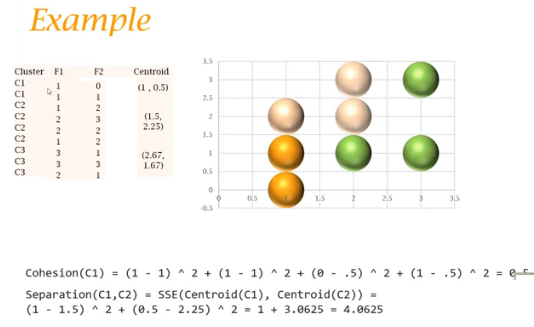 Example
Cluster F1 F2 Centroid
C1 1 0 (1 , 0.5)
C1 1 1
C2 1 2
C2 2 3 (1.5, 2.25)
C2 2 2
C2 1 2
C3 3 1 (2.67, 1.67)
C3 3 3
C3 2 1
3.5
3
2.5
2
1.5
1
0.5
0
-0.5
0 0.5 1 1.5 2 2.5 3 3.5
Cohesion(C1) = (1 - 1) ^ 2 + (1 - 1) ^ 2 + (0 - .5) ^ 2 + (1 - .5) ^ 2 =
Separation(C1,C2) = SSE(Centroid(C1), Centroid(C2)) =
(1 - 1.5) ^ 2 + (0.5 - 2.25) ^ 2 = 1 + 3.0625 = 4.0625